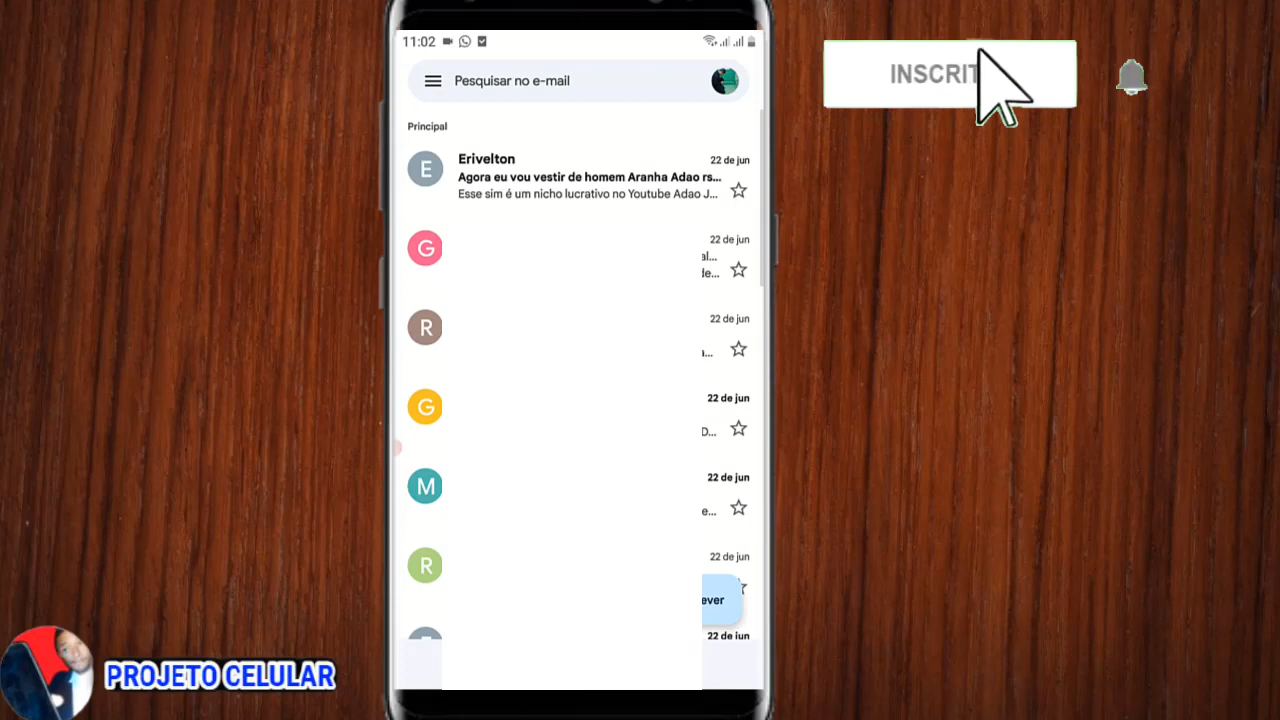 11:02
INSCRIT
Pesquisar no e-mail
Principal
E
Erivelton
22 de jun
Agora eu vou vestir de homem Aranha Adao rs...
Esse sim é um nicho lucrativo no Youtube Adao J...
G
22 de jun
al...
de...
R
22 de jun
G
22 de jun
D...
M
22 de jun
e...
R
22 de jun
ever
22 de jun
PROJETO CELULAR